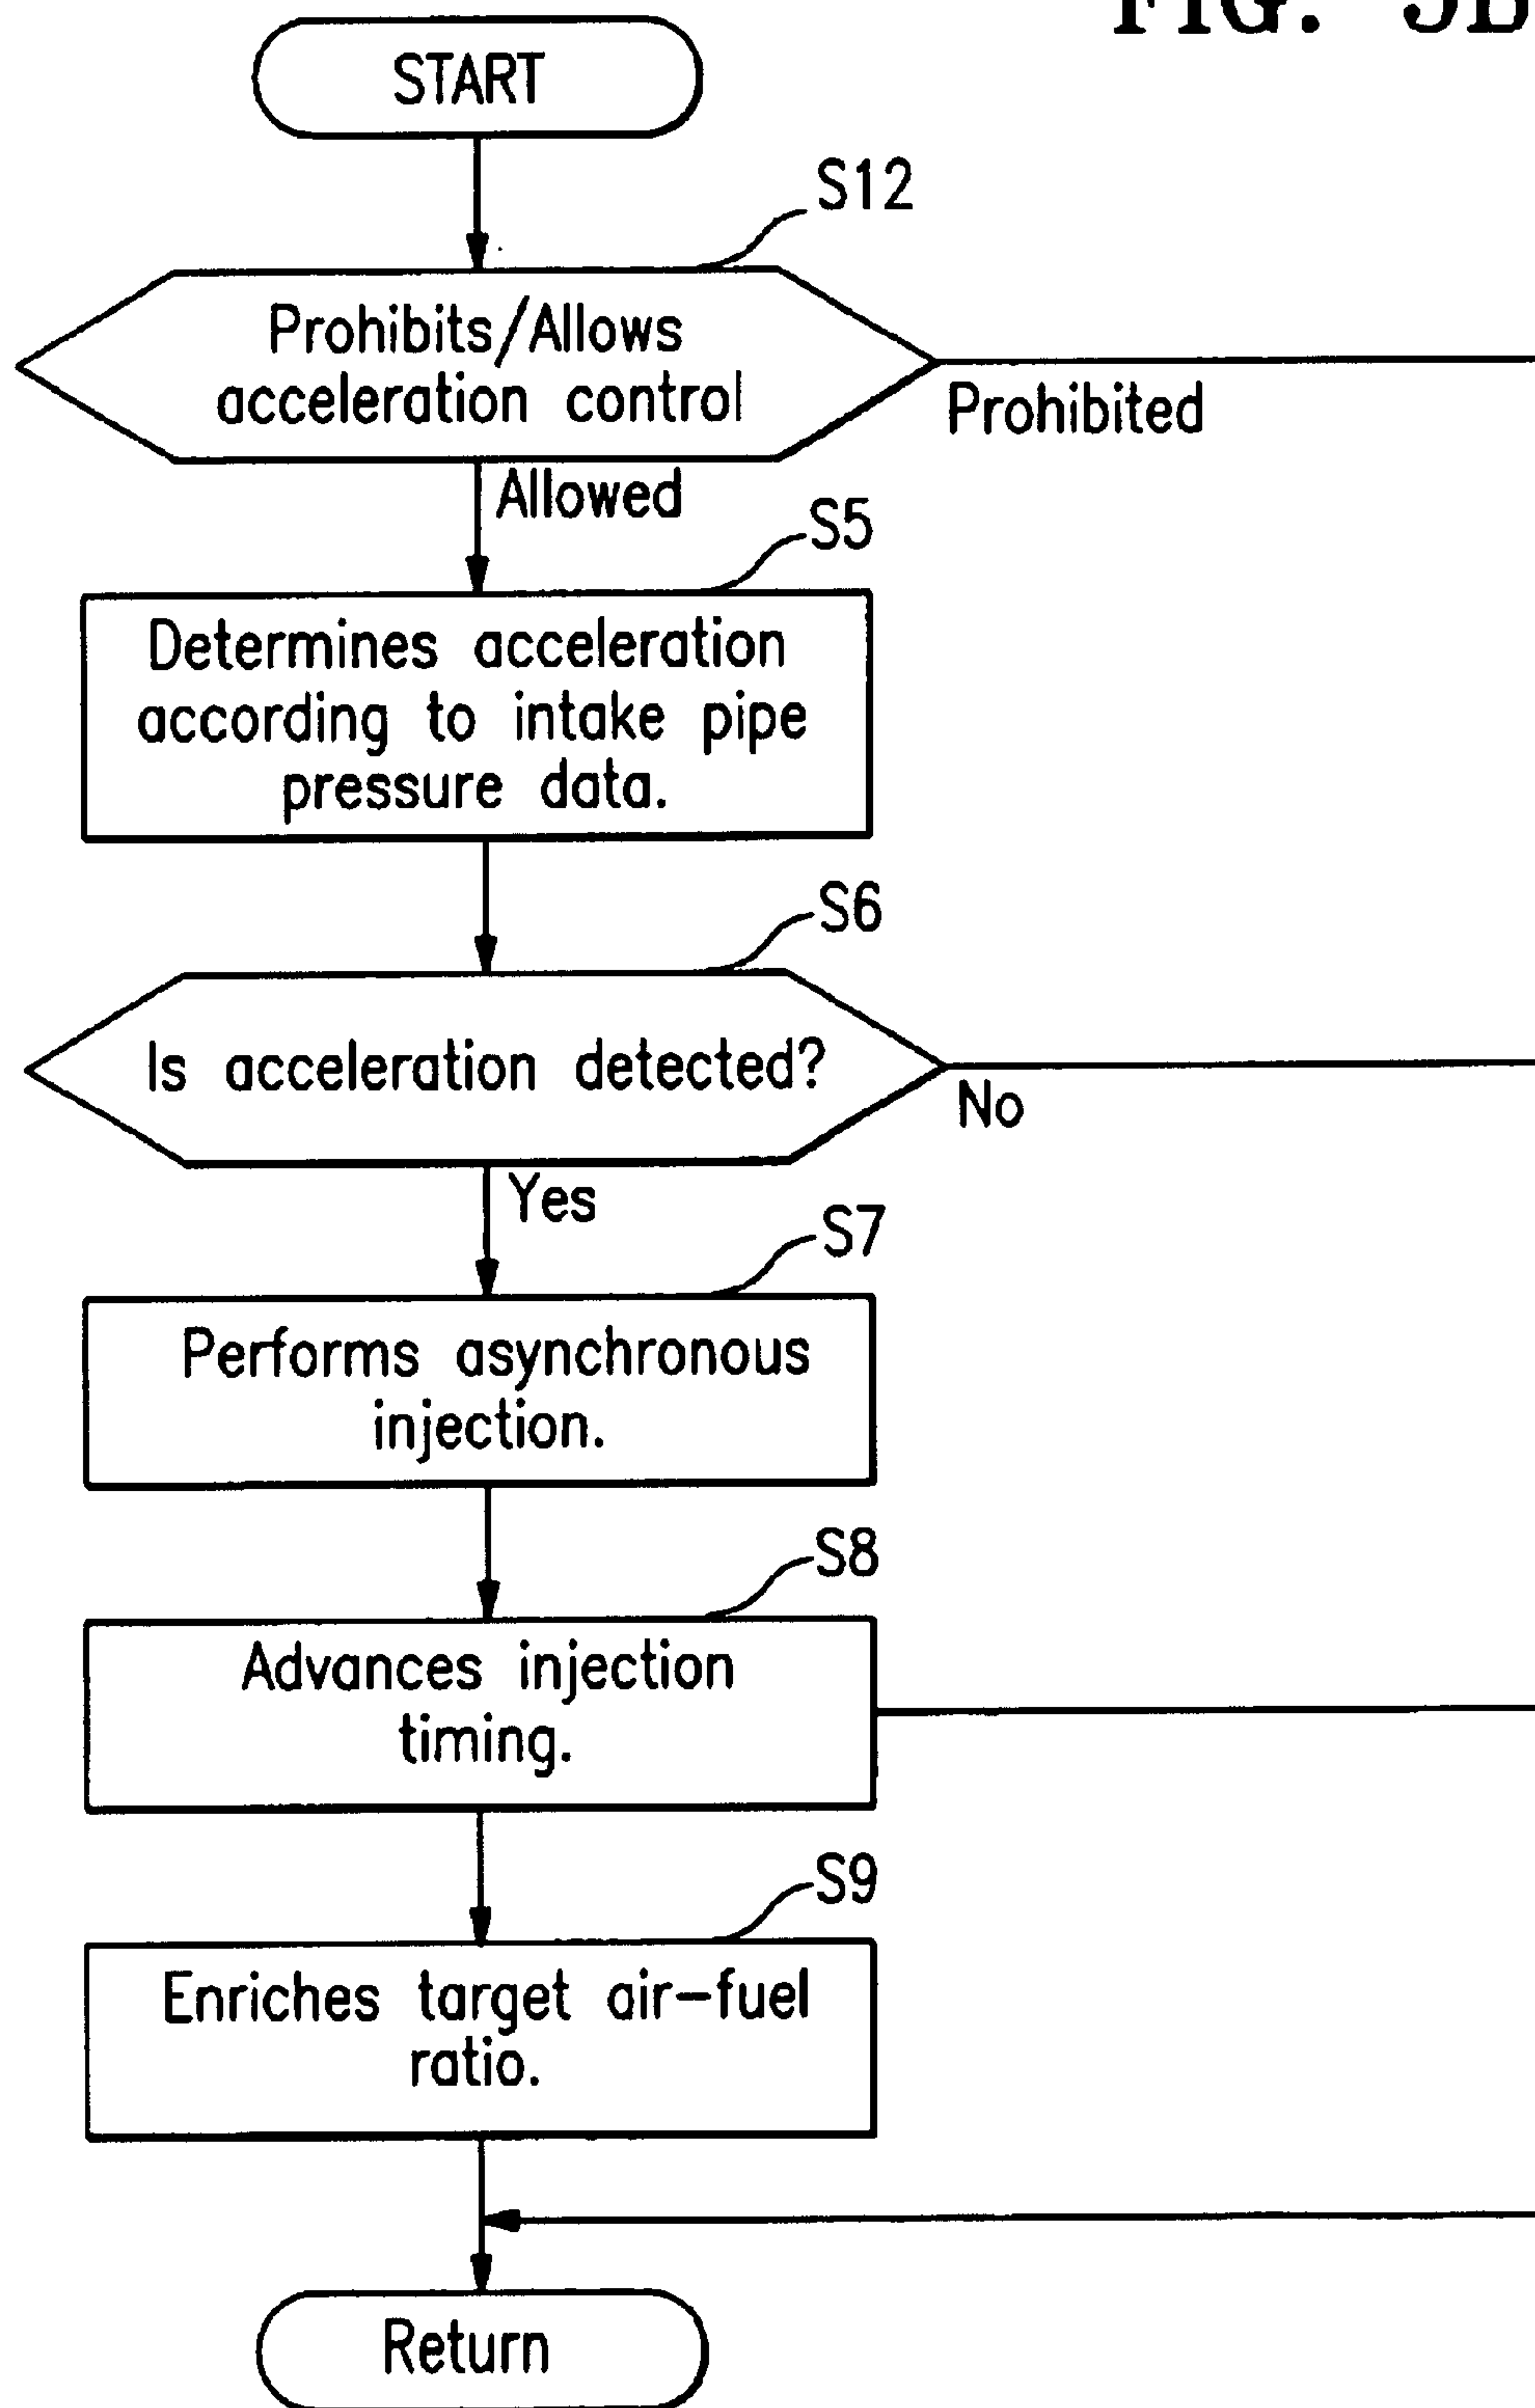 FIG. 5B
START
S12
Prohibits/Allows
acceleration control
Prohibited
Allowed
S5
Determines acceleration
according to intake pipe
pressure data.
S6
Is acceleration detected?
No
Yes
S7
Performs asynchronous
injection.
S8
Advances injection
timing.
S9
Enriches target air-fuel
ratio.
Return